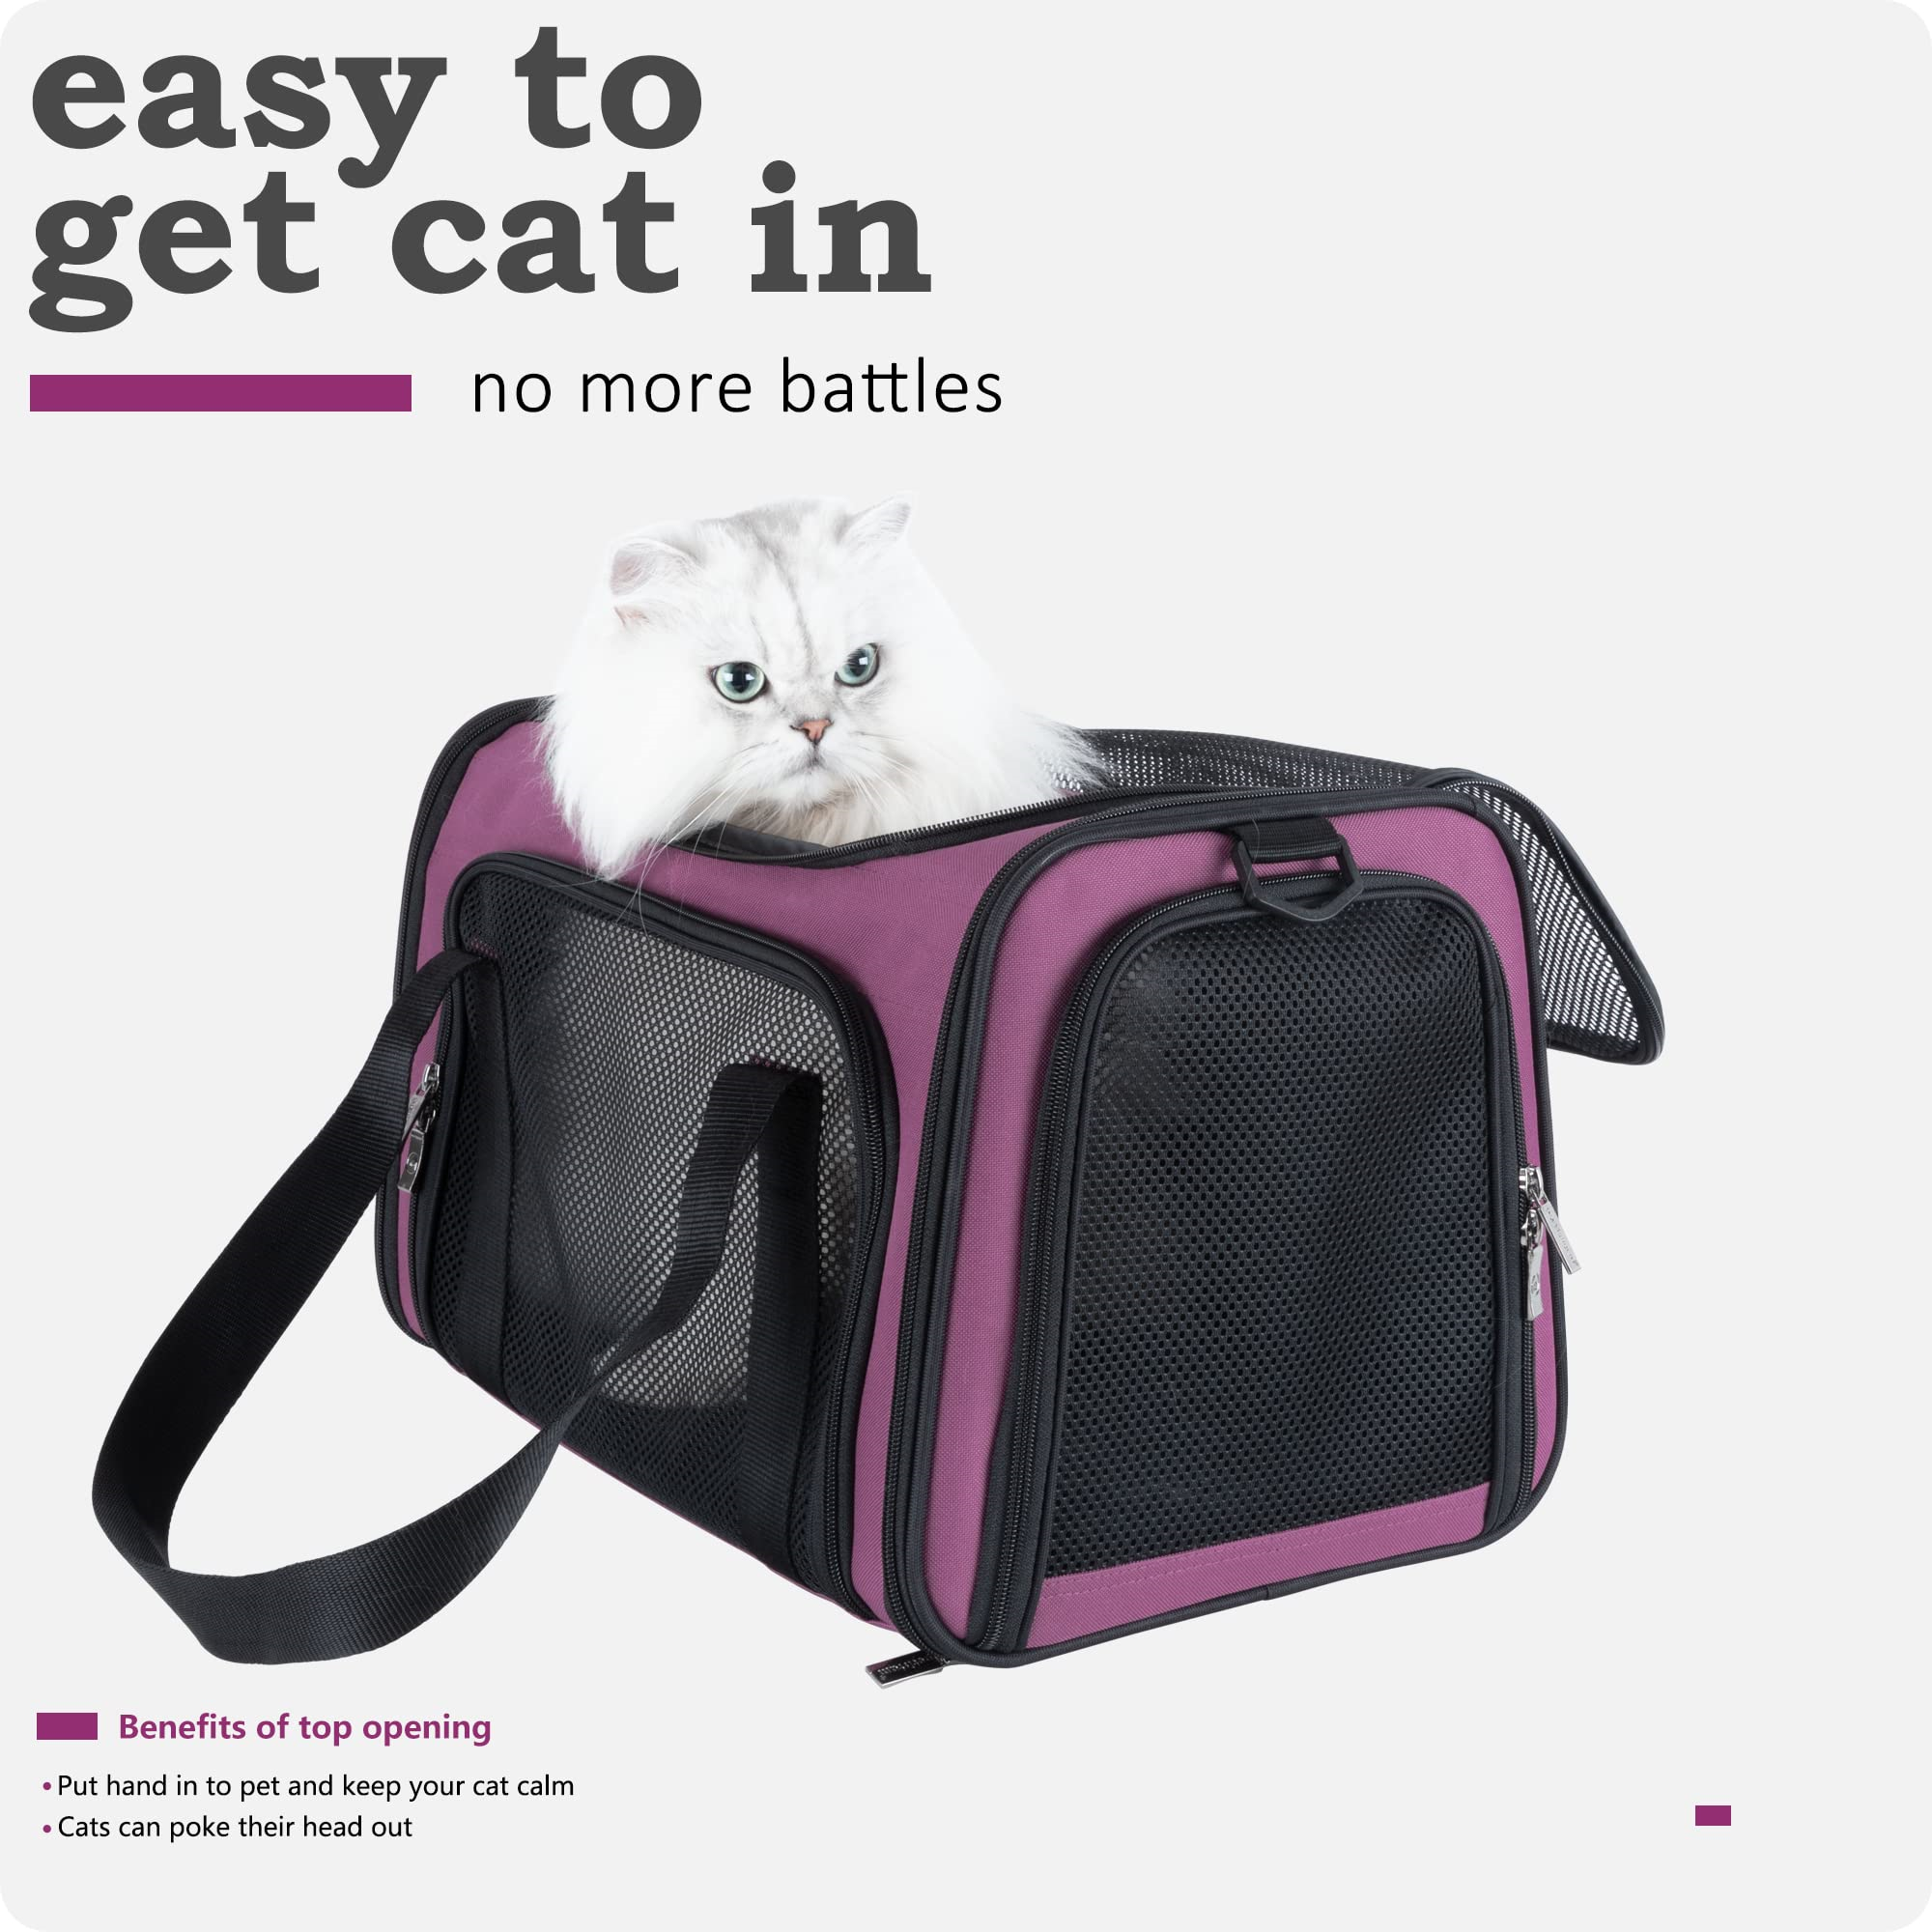 easy to
get cat in
no more battles
Benefits of top opening
• Put hand in to pet and keep your cat calm
• Cats can poke their head out